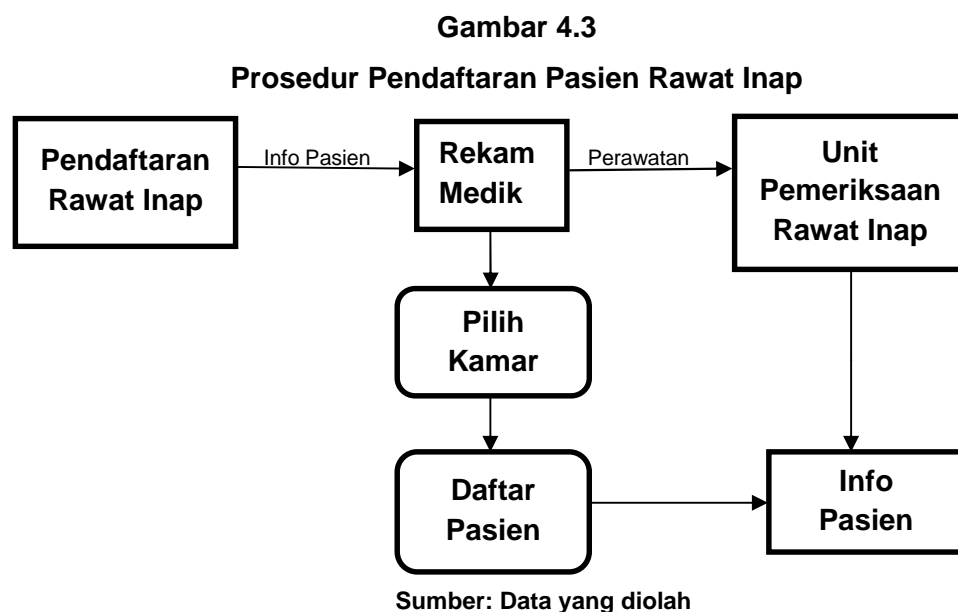 Gambar 4.3
Prosedur Pendaftaran Pasien Rawat Inap
Pendaftaran
Rawat Inap
Info Pasien
Rekam
Medik
Perawatan
Unit
Pemeriksaan
Rawat Inap
Pilih
Kamar
Daftar
Pasien
Info
Pasien
Sumber: Data yang diolah